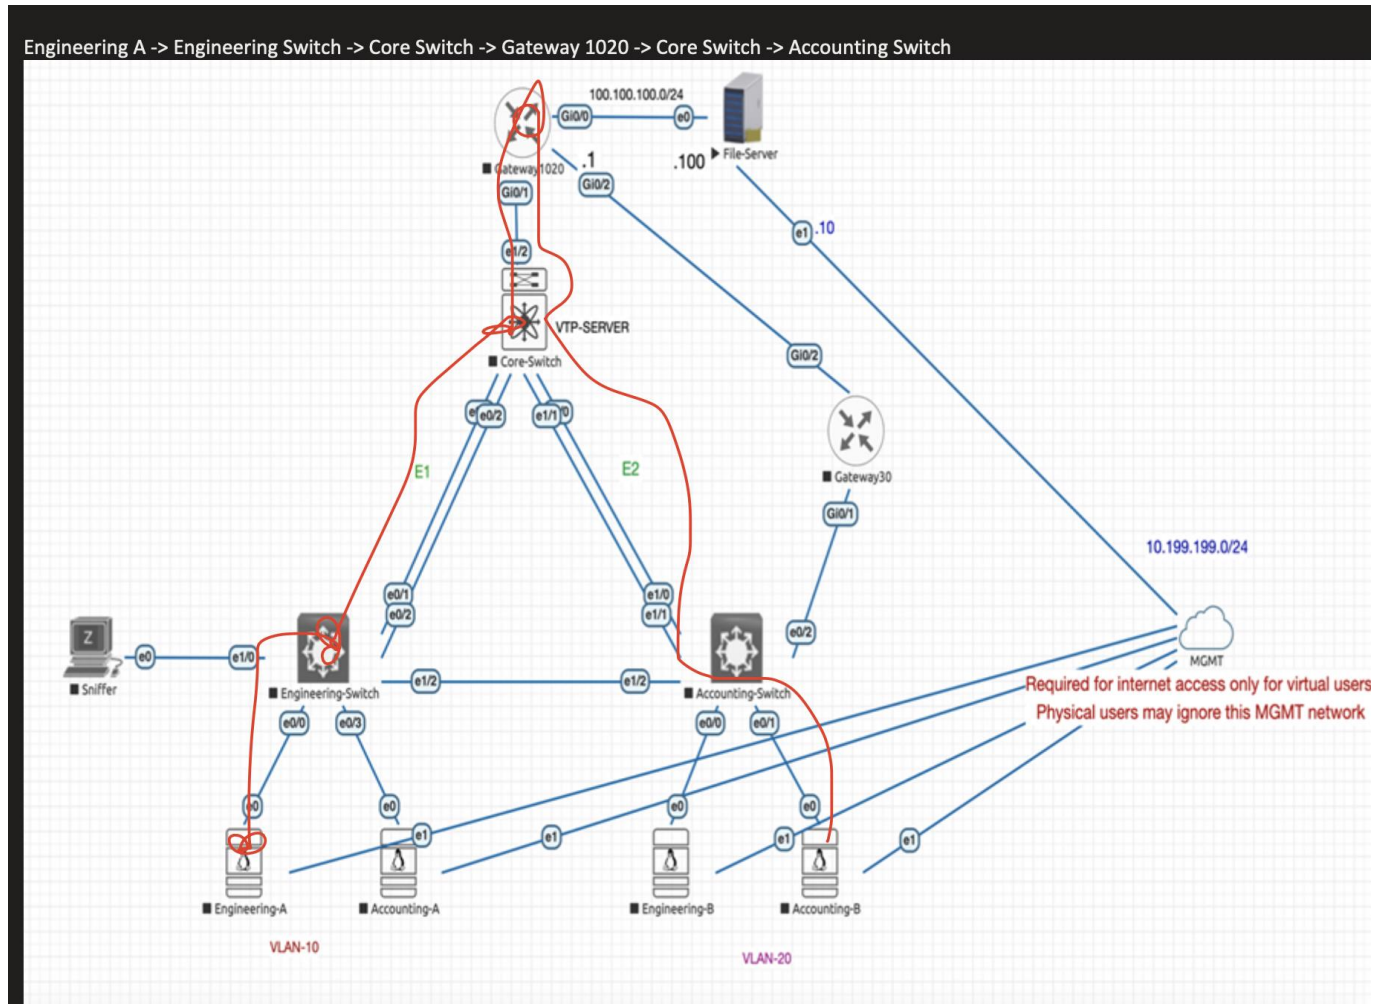 Engineering A -> Engineering Switch -> Core Switch -> Gateway 1020 -> Core Switch -> Accounting Switch
100.100.100.0/24
Gi0/0
e0
.1
.100
File-Server
Gateway1020
Gi0/1
Gi0/2
e1
.10
e1/2
VTP-SERVER
Core-Switch
Gi0/2
e0/2
e1/1
/0
E1
E2
Gateway30
Gi0/1
10.199.199.0/24
e0/1
e0/2
e1/0
e1/1
Z
e0
e1/0
e0/2
MGMT
Sniffer
Engineering-Switch
e1/2
e1/2
Accounting-Switch
Required for internet access only for virtual users
Physical users may ignore this MGMT network
e0/0
e0/3
e0/0
e0/1
e0
e0
e0
e0
e1
e1
e1
e1
Engineering-A
Accounting-A
Engineering-B
Accounting-B
VLAN-10
VLAN-20